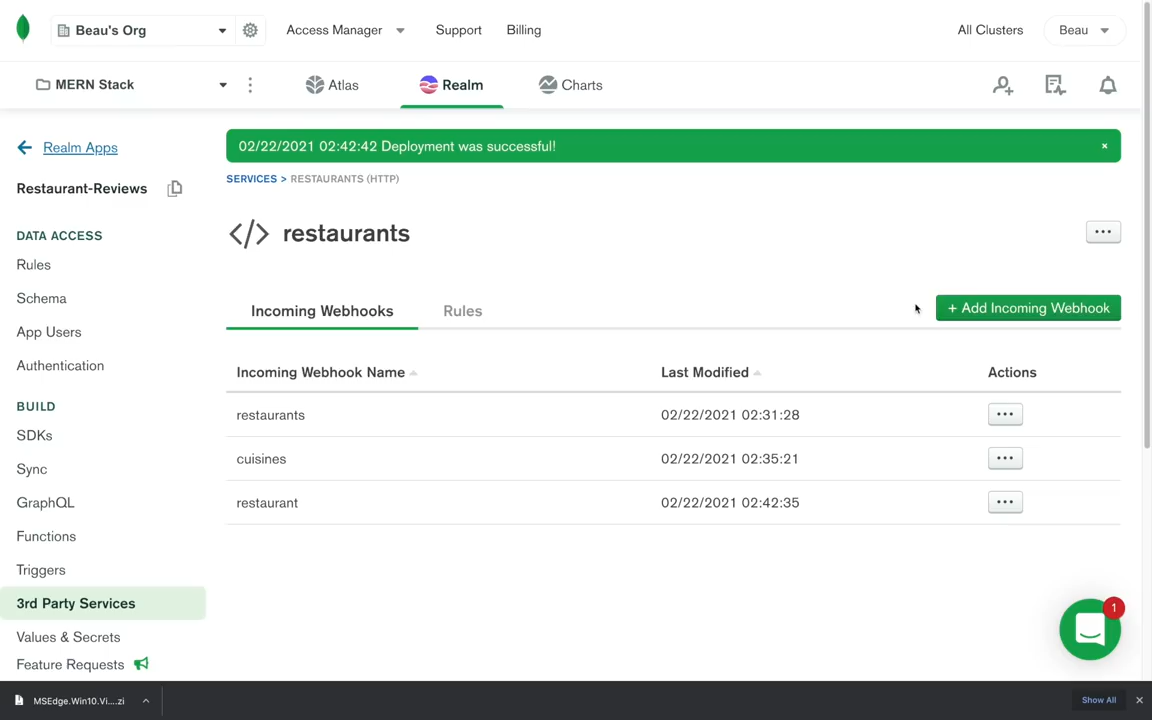 Beau's Org
Access Manager
Support
Billing
All Clusters
Beau
MERN Stack
Atlas
Realm
Charts
Realm Apps
Restaurant-Reviews
DATA ACCESS
Rules
Schema
App Users
Authentication
BUILD
SDKs
Sync
GraphQL
Functions
Triggers
3rd Party Services
Values & Secrets
Feature Requests
02/22/2021 02:42:42 Deployment was successful!
×
SERVICES > RESTAURANTS (HTTP)
</> restaurants
...
Incoming Webhooks
Rules
+ Add Incoming Webhook
Incoming Webhook Name
Last Modified
Actions
restaurants
02/22/2021 02:31:28
...
cuisines
02/22/2021 02:35:21
...
restaurant
02/22/2021 02:42:35
...
1
MSEdge.Win10.Vi....zi
Show All
×